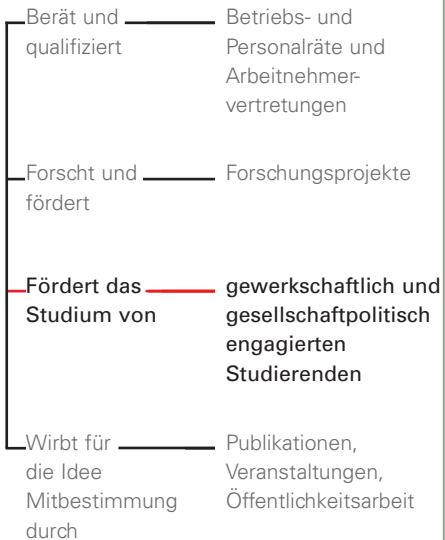 Berät und
qualifiziert
Betriebs- und
Personalräte und
Arbeitnehmer-
vertretungen
Forscht und
fördert
Forschungsprojekte
Fördert das
Studium von
gewerkschaftlich und
gesellschaftpolitisch
engagierten
Studierenden
Wirbt für
die Idee
Mitbestimmung
durch
Publikationen,
Veranstaltungen,
Öffentlichkeitsarbeit